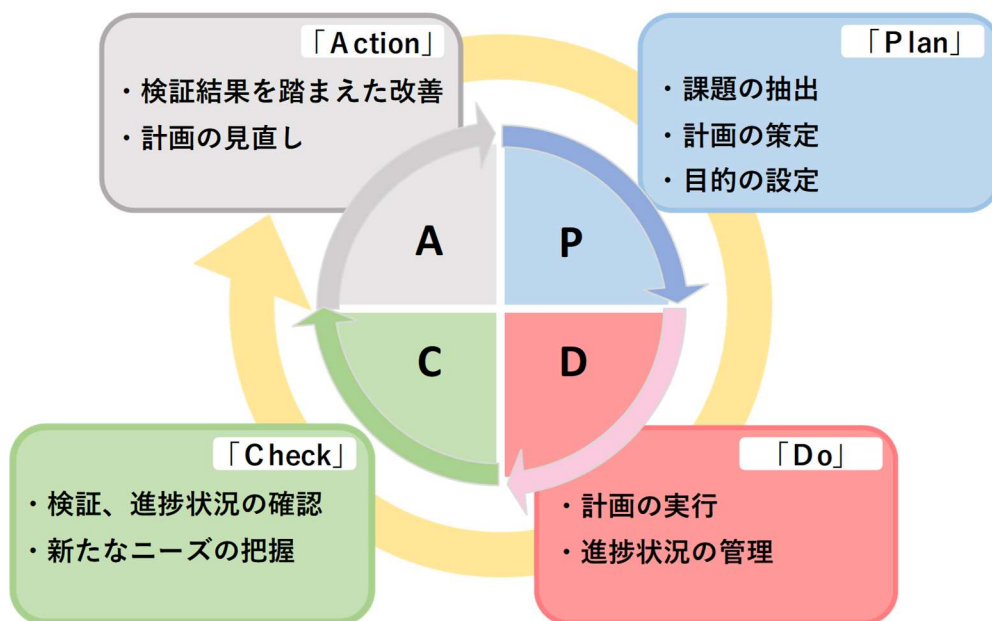 「Action」
・検証結果を踏まえた改善
・計画の見直し
「Plan」
・課題の抽出
・計画の策定
・目的の設定
A
P
C
D
「Check」
・検証、進捗状況の確認
・新たなニーズの把握
「Do」
・計画の実行
・進捗状況の管理